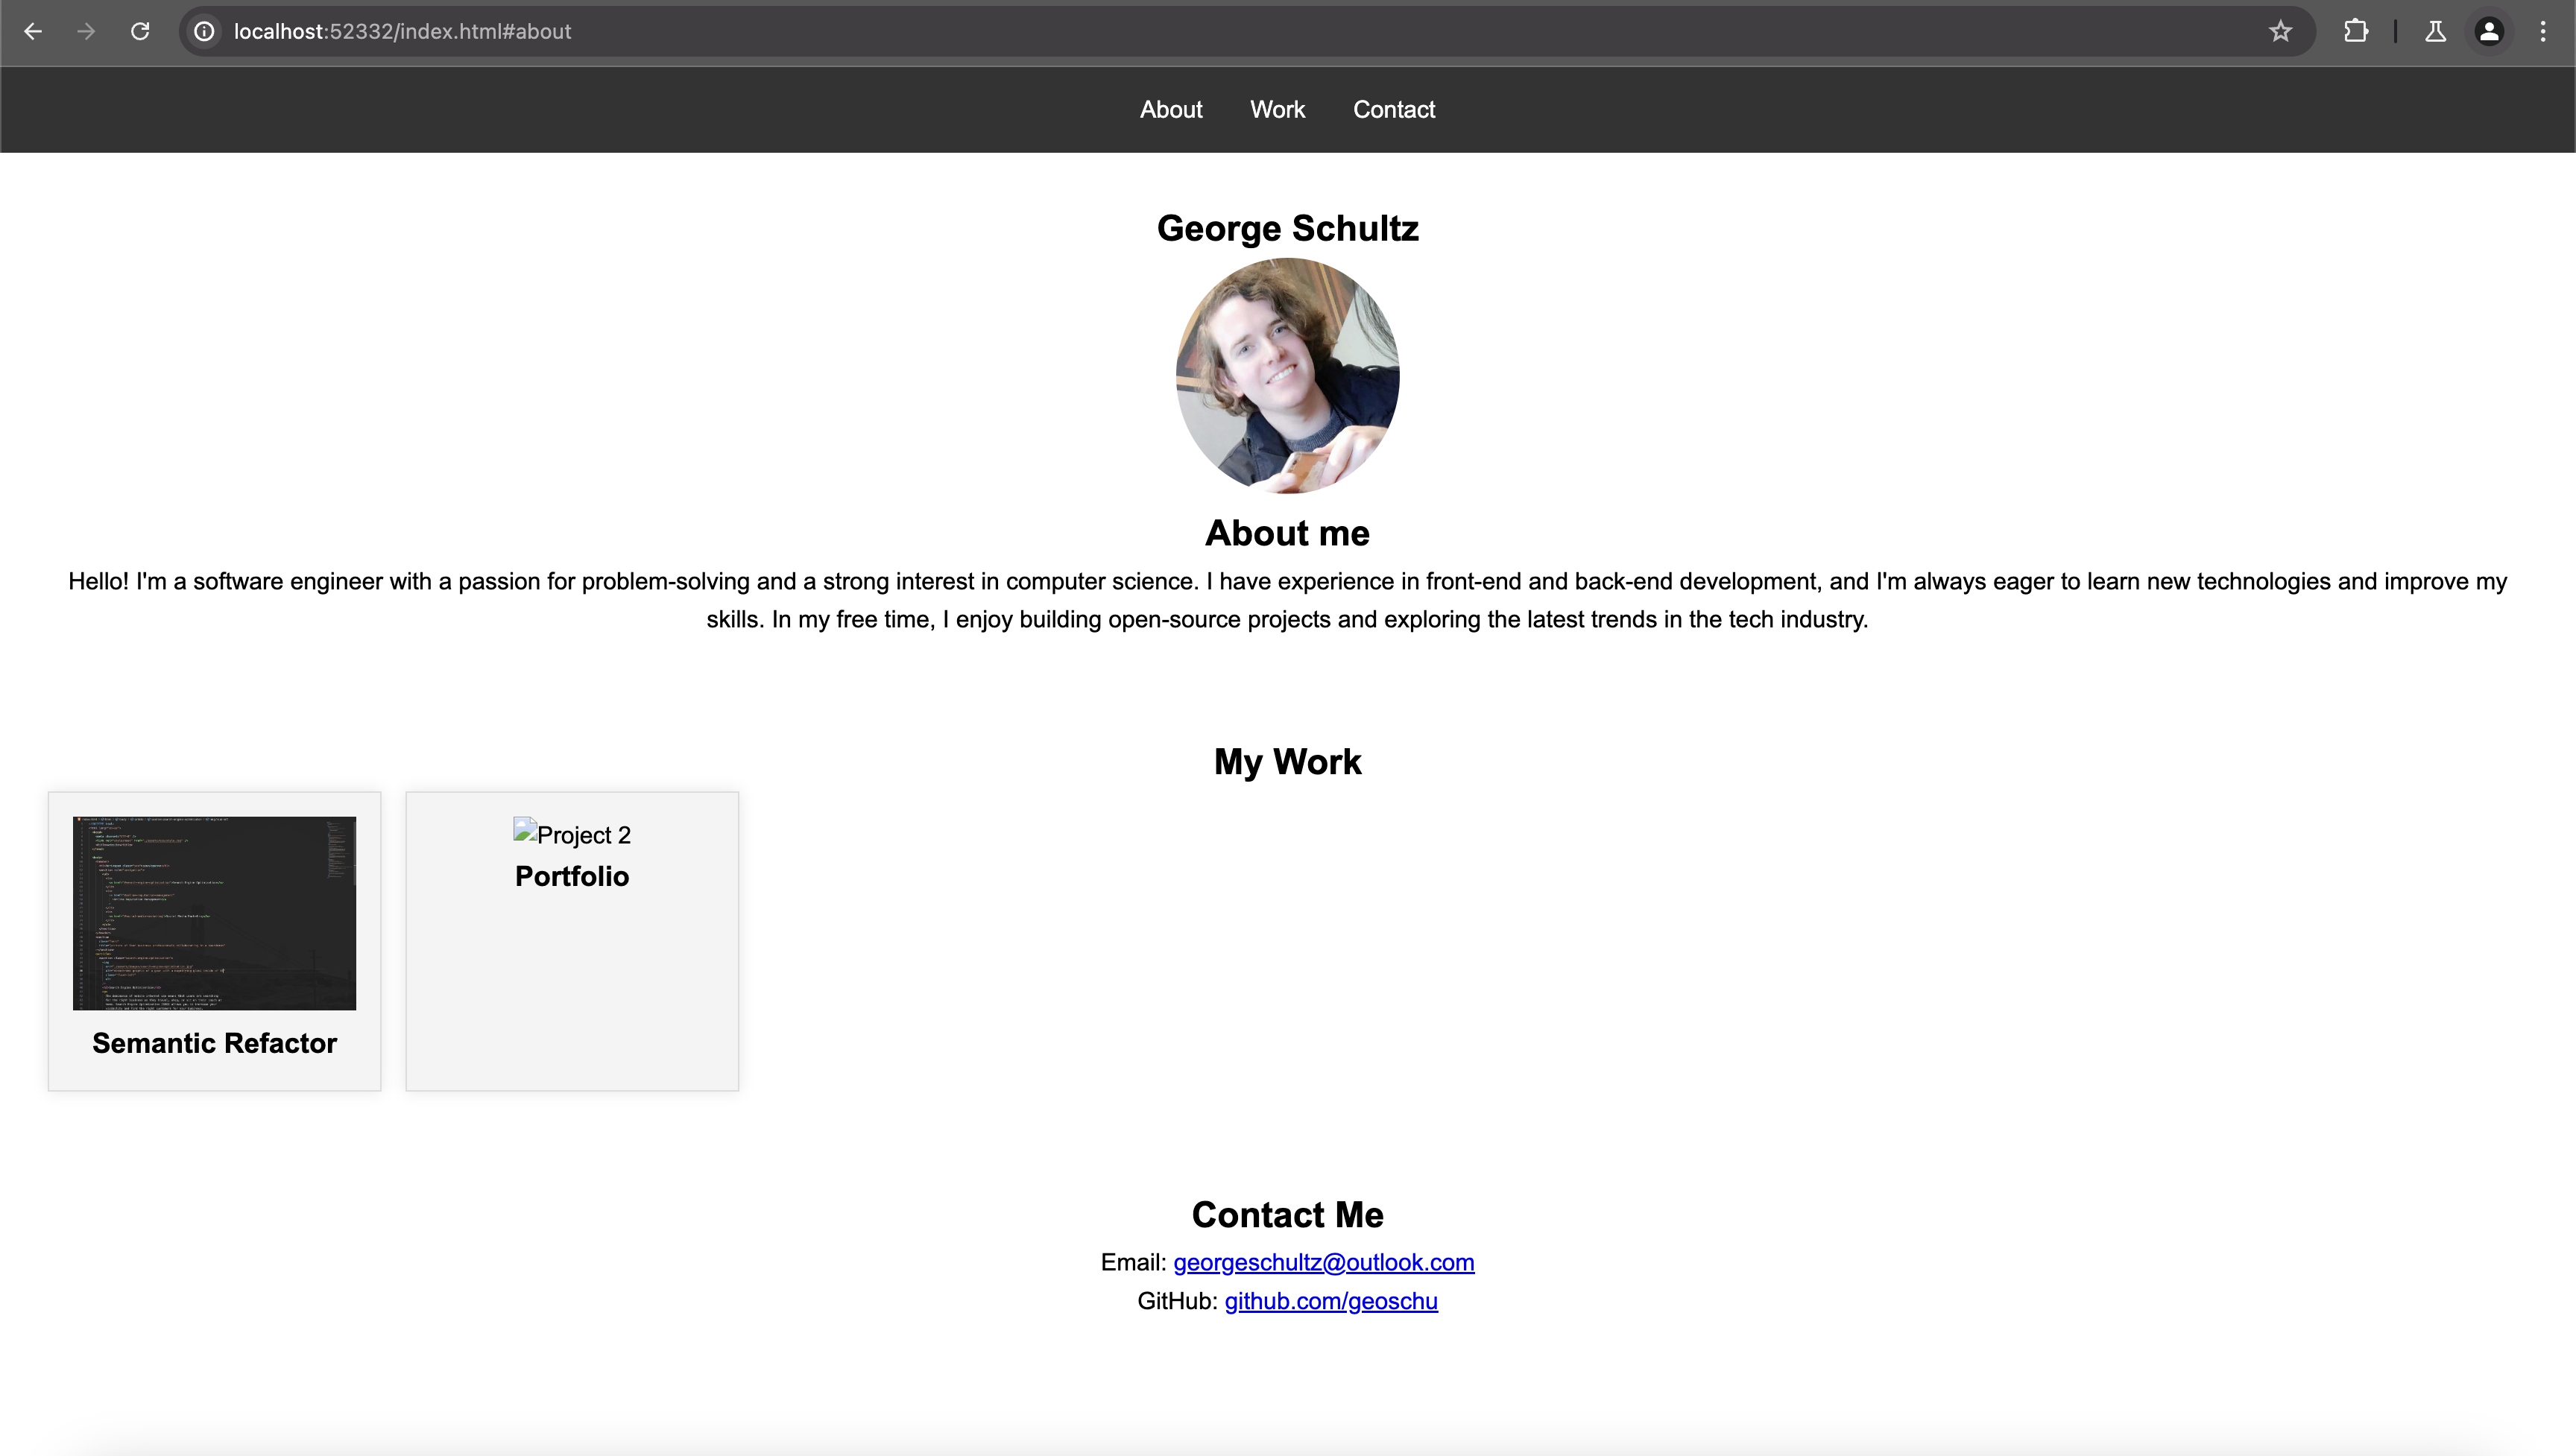 localhost:52332/index.html#about
About Work Contact
George Schultz
About me
Hello! I'm a software engineer with a passion for problem-solving and a strong interest in computer science. I have experience in front-end and back-end development, and I'm always eager to learn new technologies and improve my
skills. In my free time, I enjoy building open-source projects and exploring the latest trends in the tech industry.
My Work
Semantic Refactor
Project 2
Portfolio
Contact Me
Email: georgeschultz@outlook.com
GitHub: github.com/geoschu